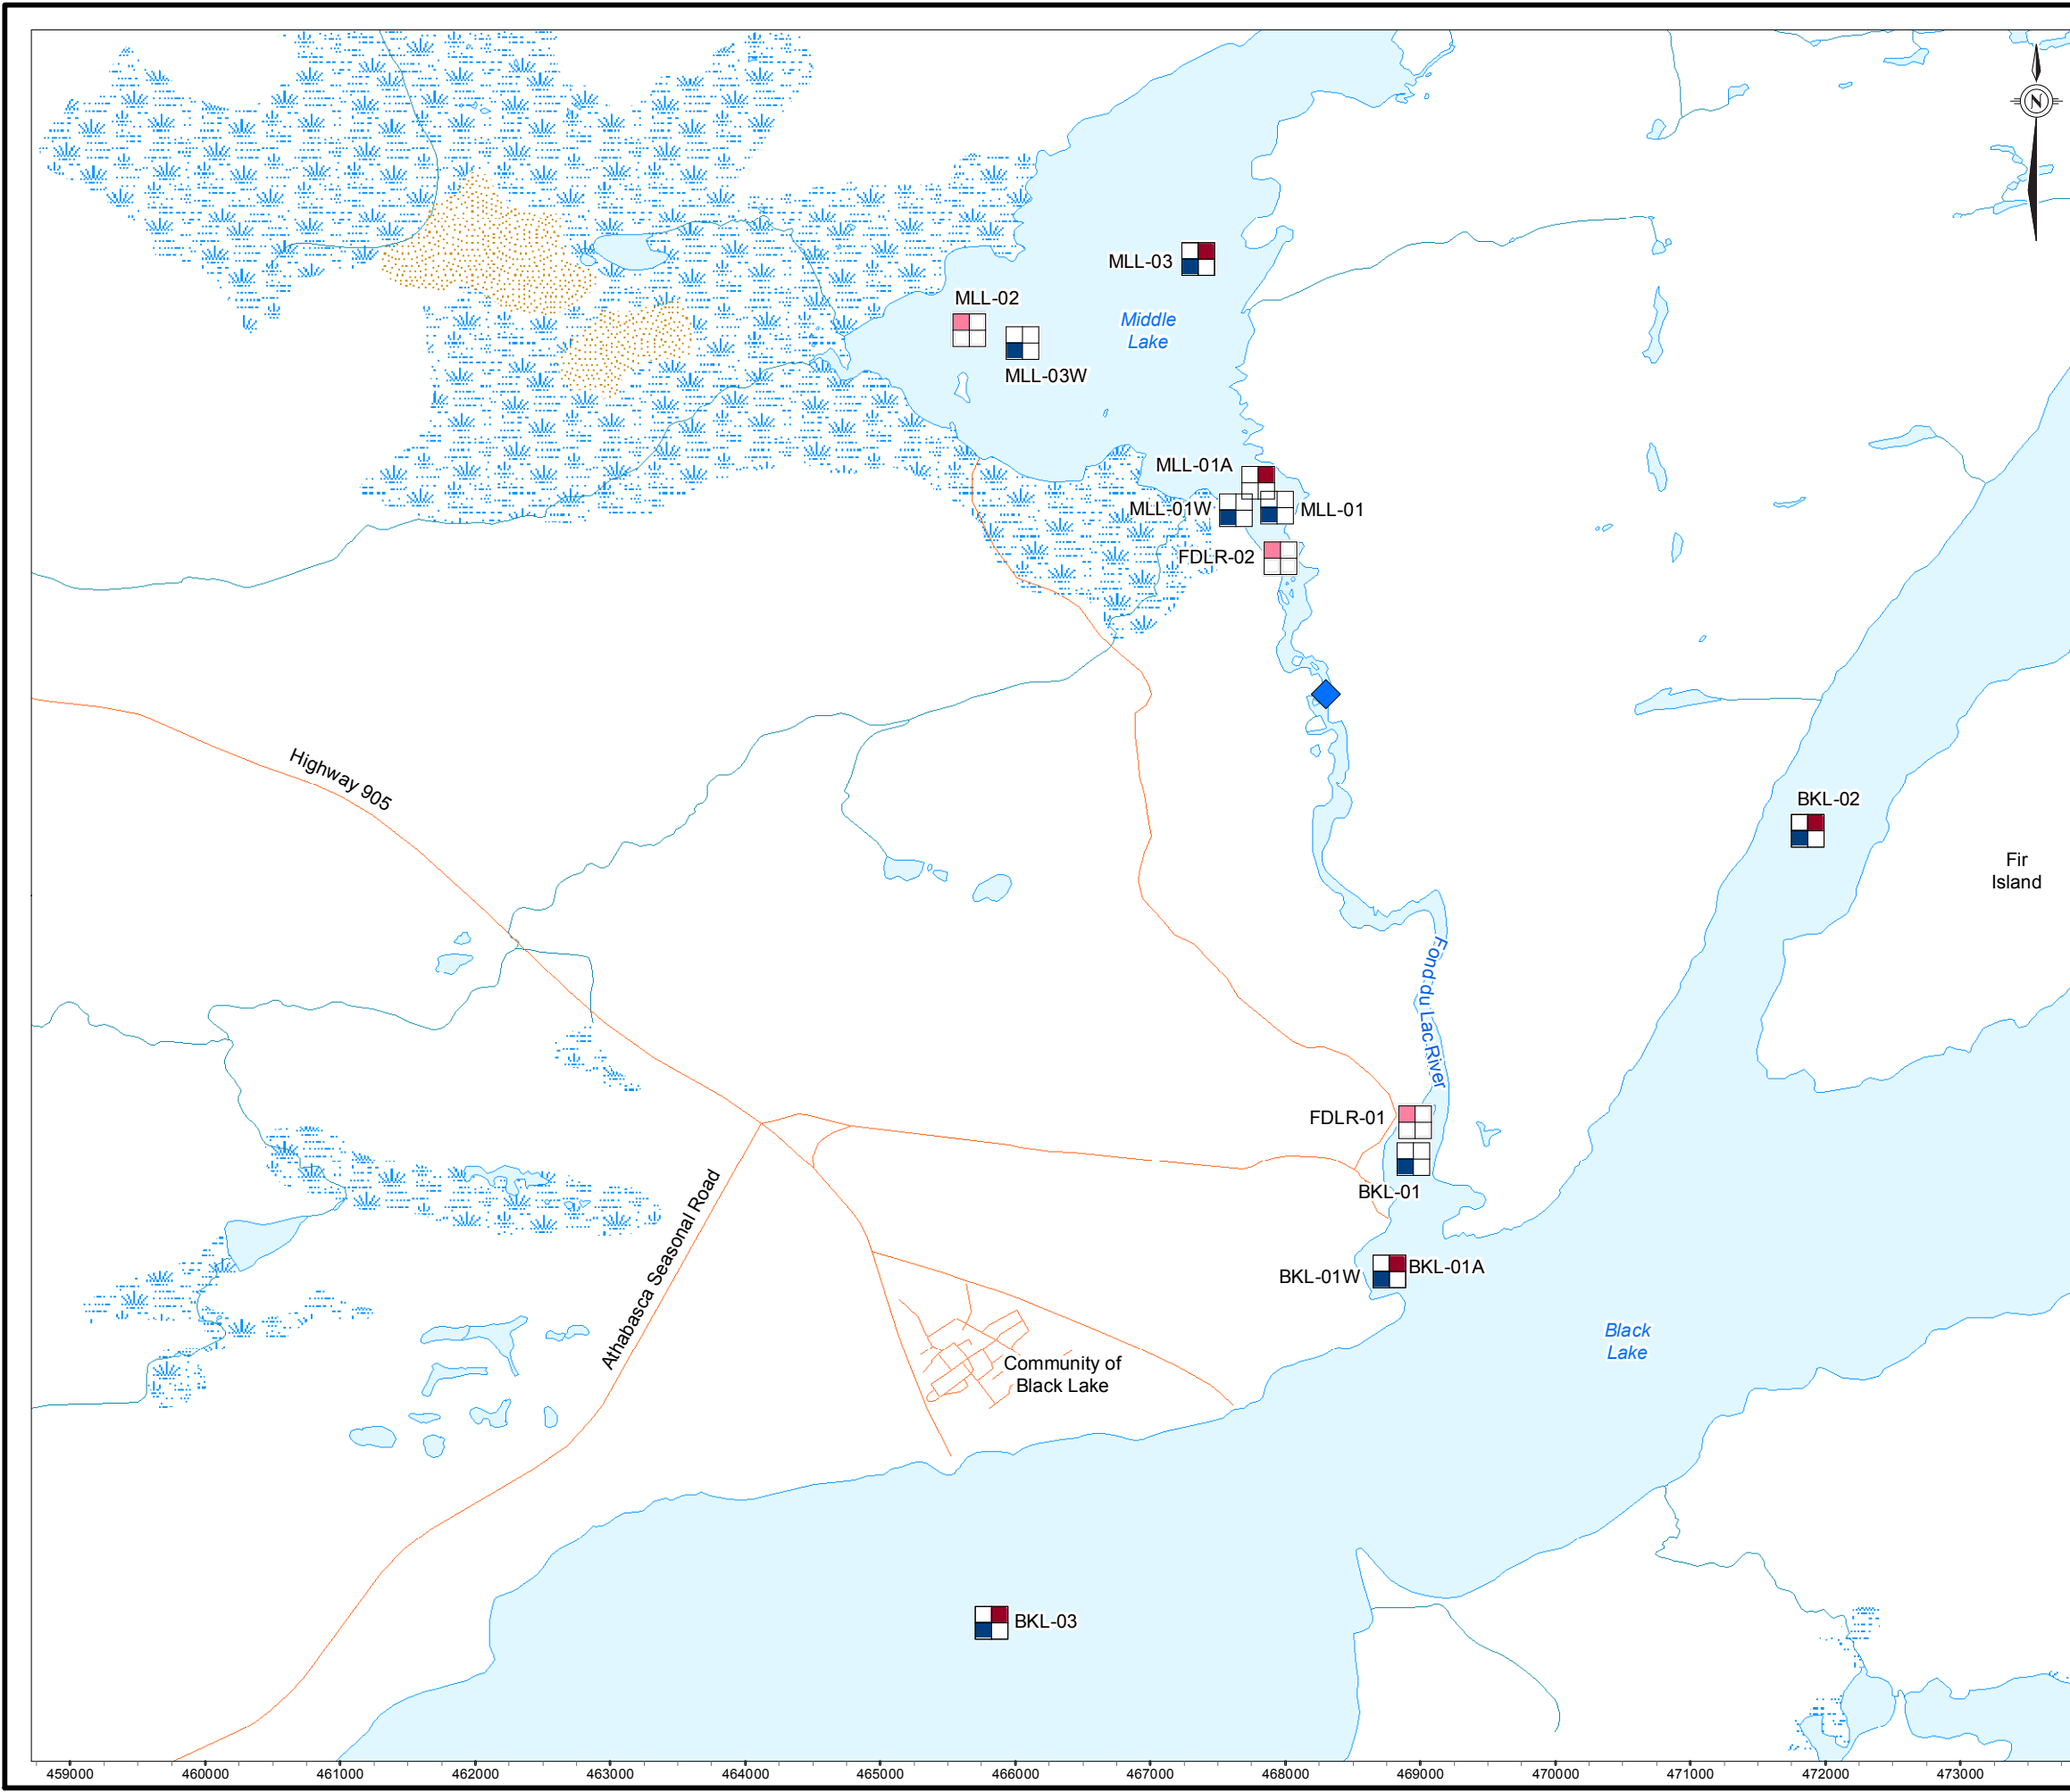 N
MLL-03
MLL-02
Middle
Lake
MLL-03W
MLL-01A
MLL-01W
MLL-01
FDLR-02
Highway 905
BKL-02
Fir
Island
Fond du Lac River
FDLR-01
BKL-01
Athabasca Seasonal Road
BKL-01W
BKL-01A
Black
Lake
Community of
Black Lake
BKL-03
459000 460000 461000 462000 463000 464000 465000 466000 467000 468000 469000 470000 471000 472000 473000